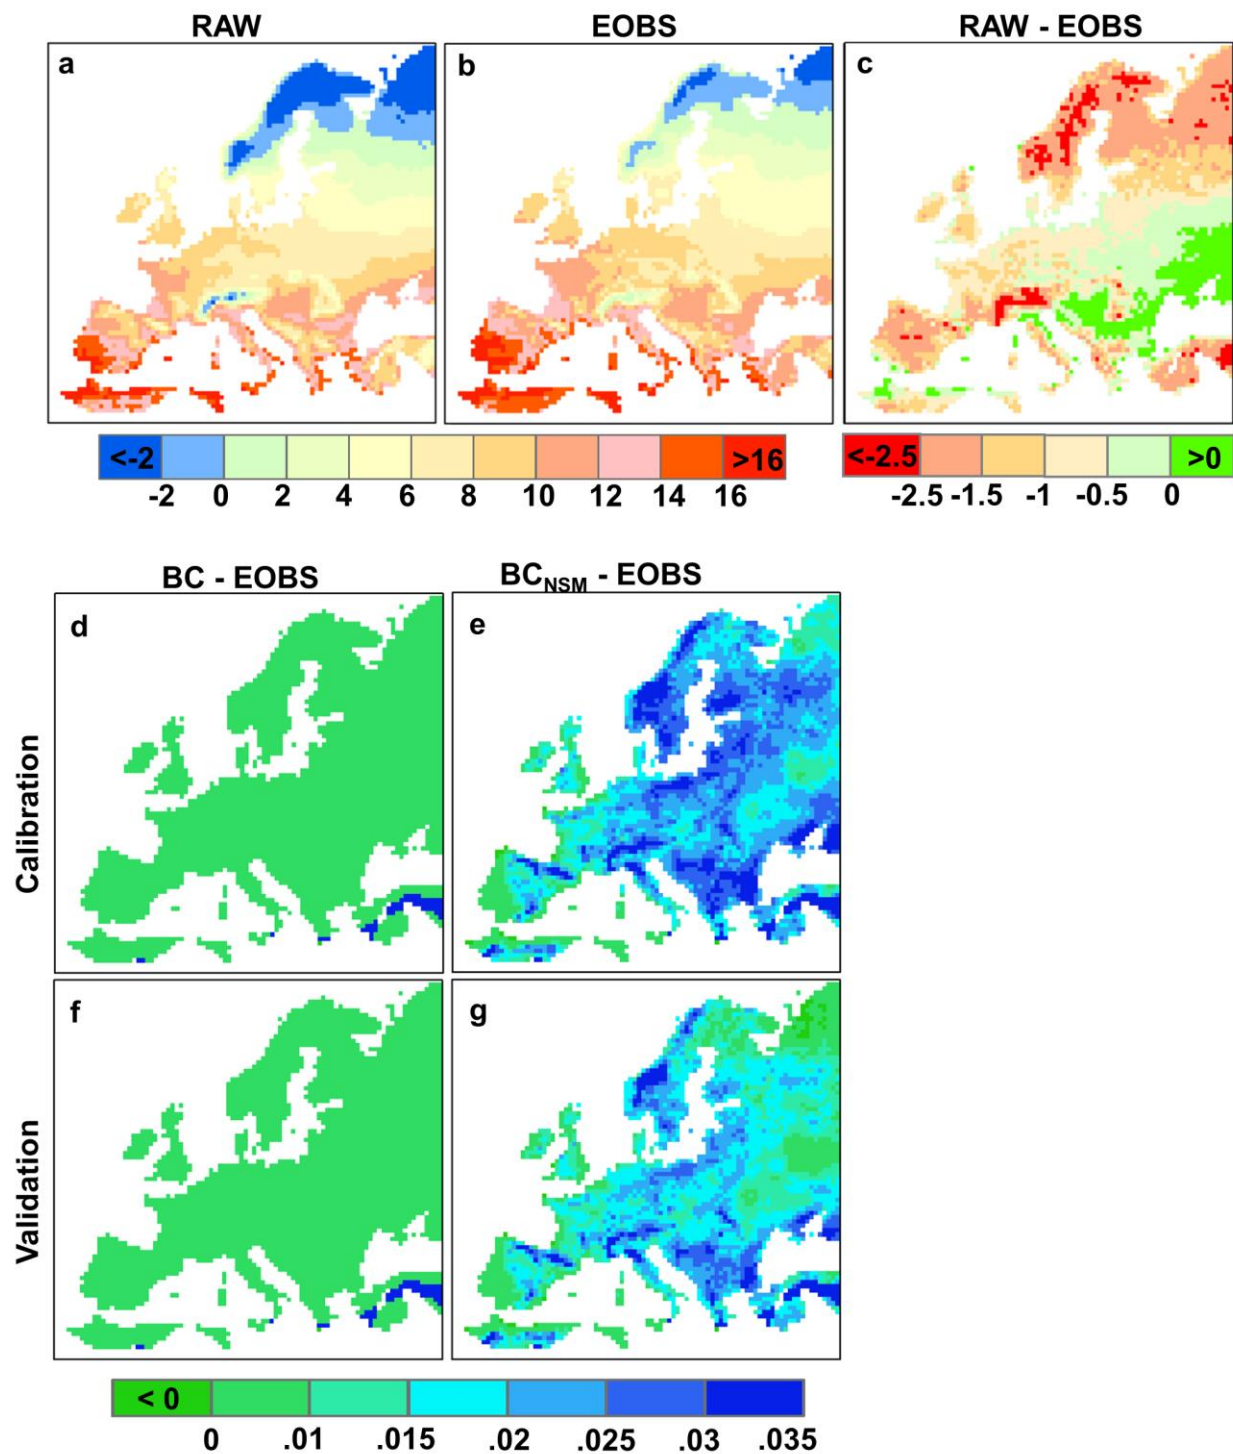 RAW EOBS RAW - EOBS
a b c
<-2 >16 <-2.5 >0
-2 0 2 4 6 8 10 12 14 16 -2.5 -1.5 -1 -0.5 0
BC - EOBS BCNSM - EOBS
d e
Calibration
f g
Validation
< 0
0 .01 .015 .02 .025 .03 .035